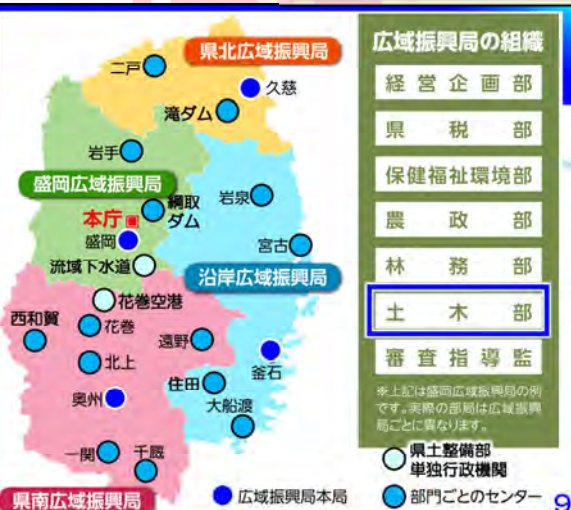 県北広域振興局
二戸
久慈
滝ダム
岩手
盛岡広域振興局
綱取
ダム
岩泉
本庁
盛岡
宮古
流域下水道
沿岸広域振興局
花巻空港
西和賀
花巻
遠野
北上
釜石
住田
奥州
大船渡
一関
千厩
県南広域振興局
広域振興局本局
広域振興局の組織
経営企画部
県税部
保健福祉環境部
農政部
林務部
土木部
審査指導監
※上記は盛岡広域振興局の例
です。実際の部局は広域振興
局ごとに異なります。
県土整備部
単独行政機関
部門ごとのセンター
9